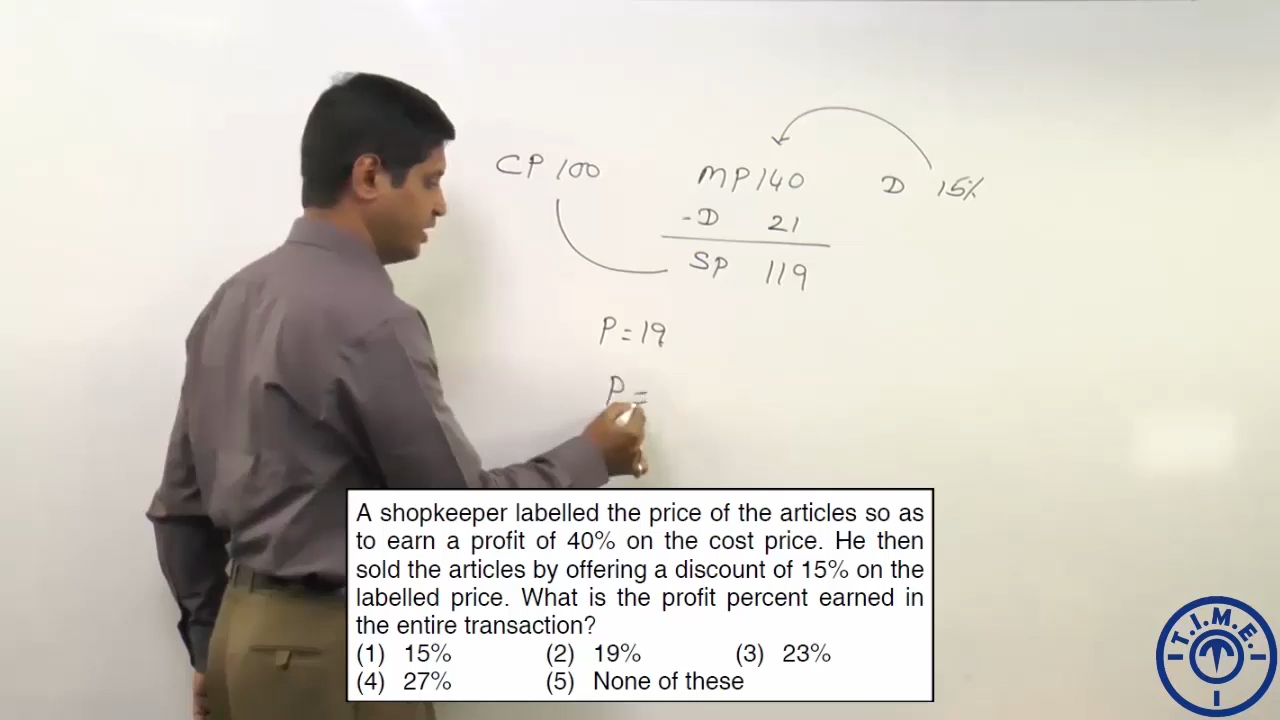 CP 100 MP 140 D 15%
- D 21
SP 119
P = 19
P =
A shopkeeper labelled the price of the articles so as
to earn a profit of 40% on the cost price. He then
sold the articles by offering a discount of 15% on the
labelled price. What is the profit percent earned in
the entire transaction?
(1) 15% (2) 19% (3) 23%
(4) 27% (5) None of these
T.I.M.E.